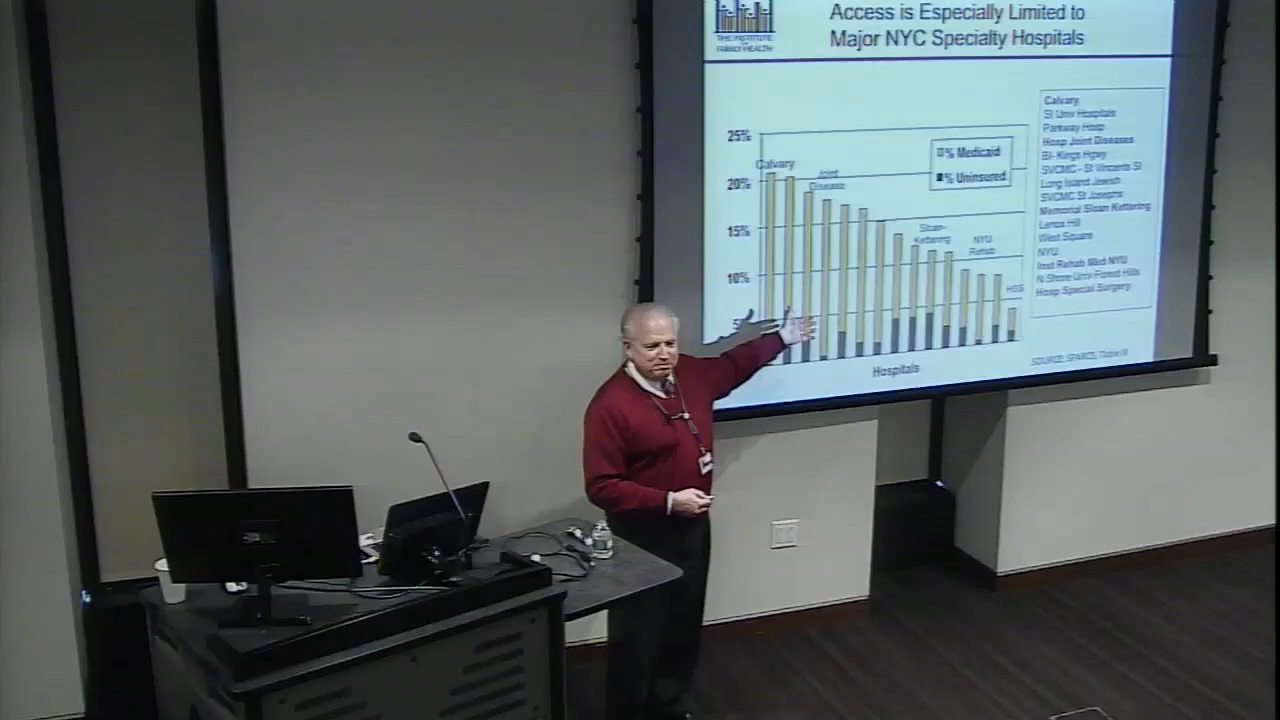 THE INSTITUTE
FAMILY HEALTH
Access is Especially Limited to
Major NYC Specialty Hospitals
25%
20%
15%
10%
Calvary
Joint
Disease
Sloan-
Kettering
NYU
Rehab
HSS
% Medicaid
% Uninsured
Hospitals
Calvary
SI Univ Hospitals
Parkway Hosp
Hosp Joint Diseases
BI- Kings Hgwy
SVCMC - St Vincents SI
Long Island Jewish
SVCMC St Josephs
Memorial Sloan Kettering
Lenox Hill
West Square
NYU
Inst Rehab Med NYU
N Shore Univ Forest Hills
Hosp Special Surgery
SOURCE: SPARCS, Table III